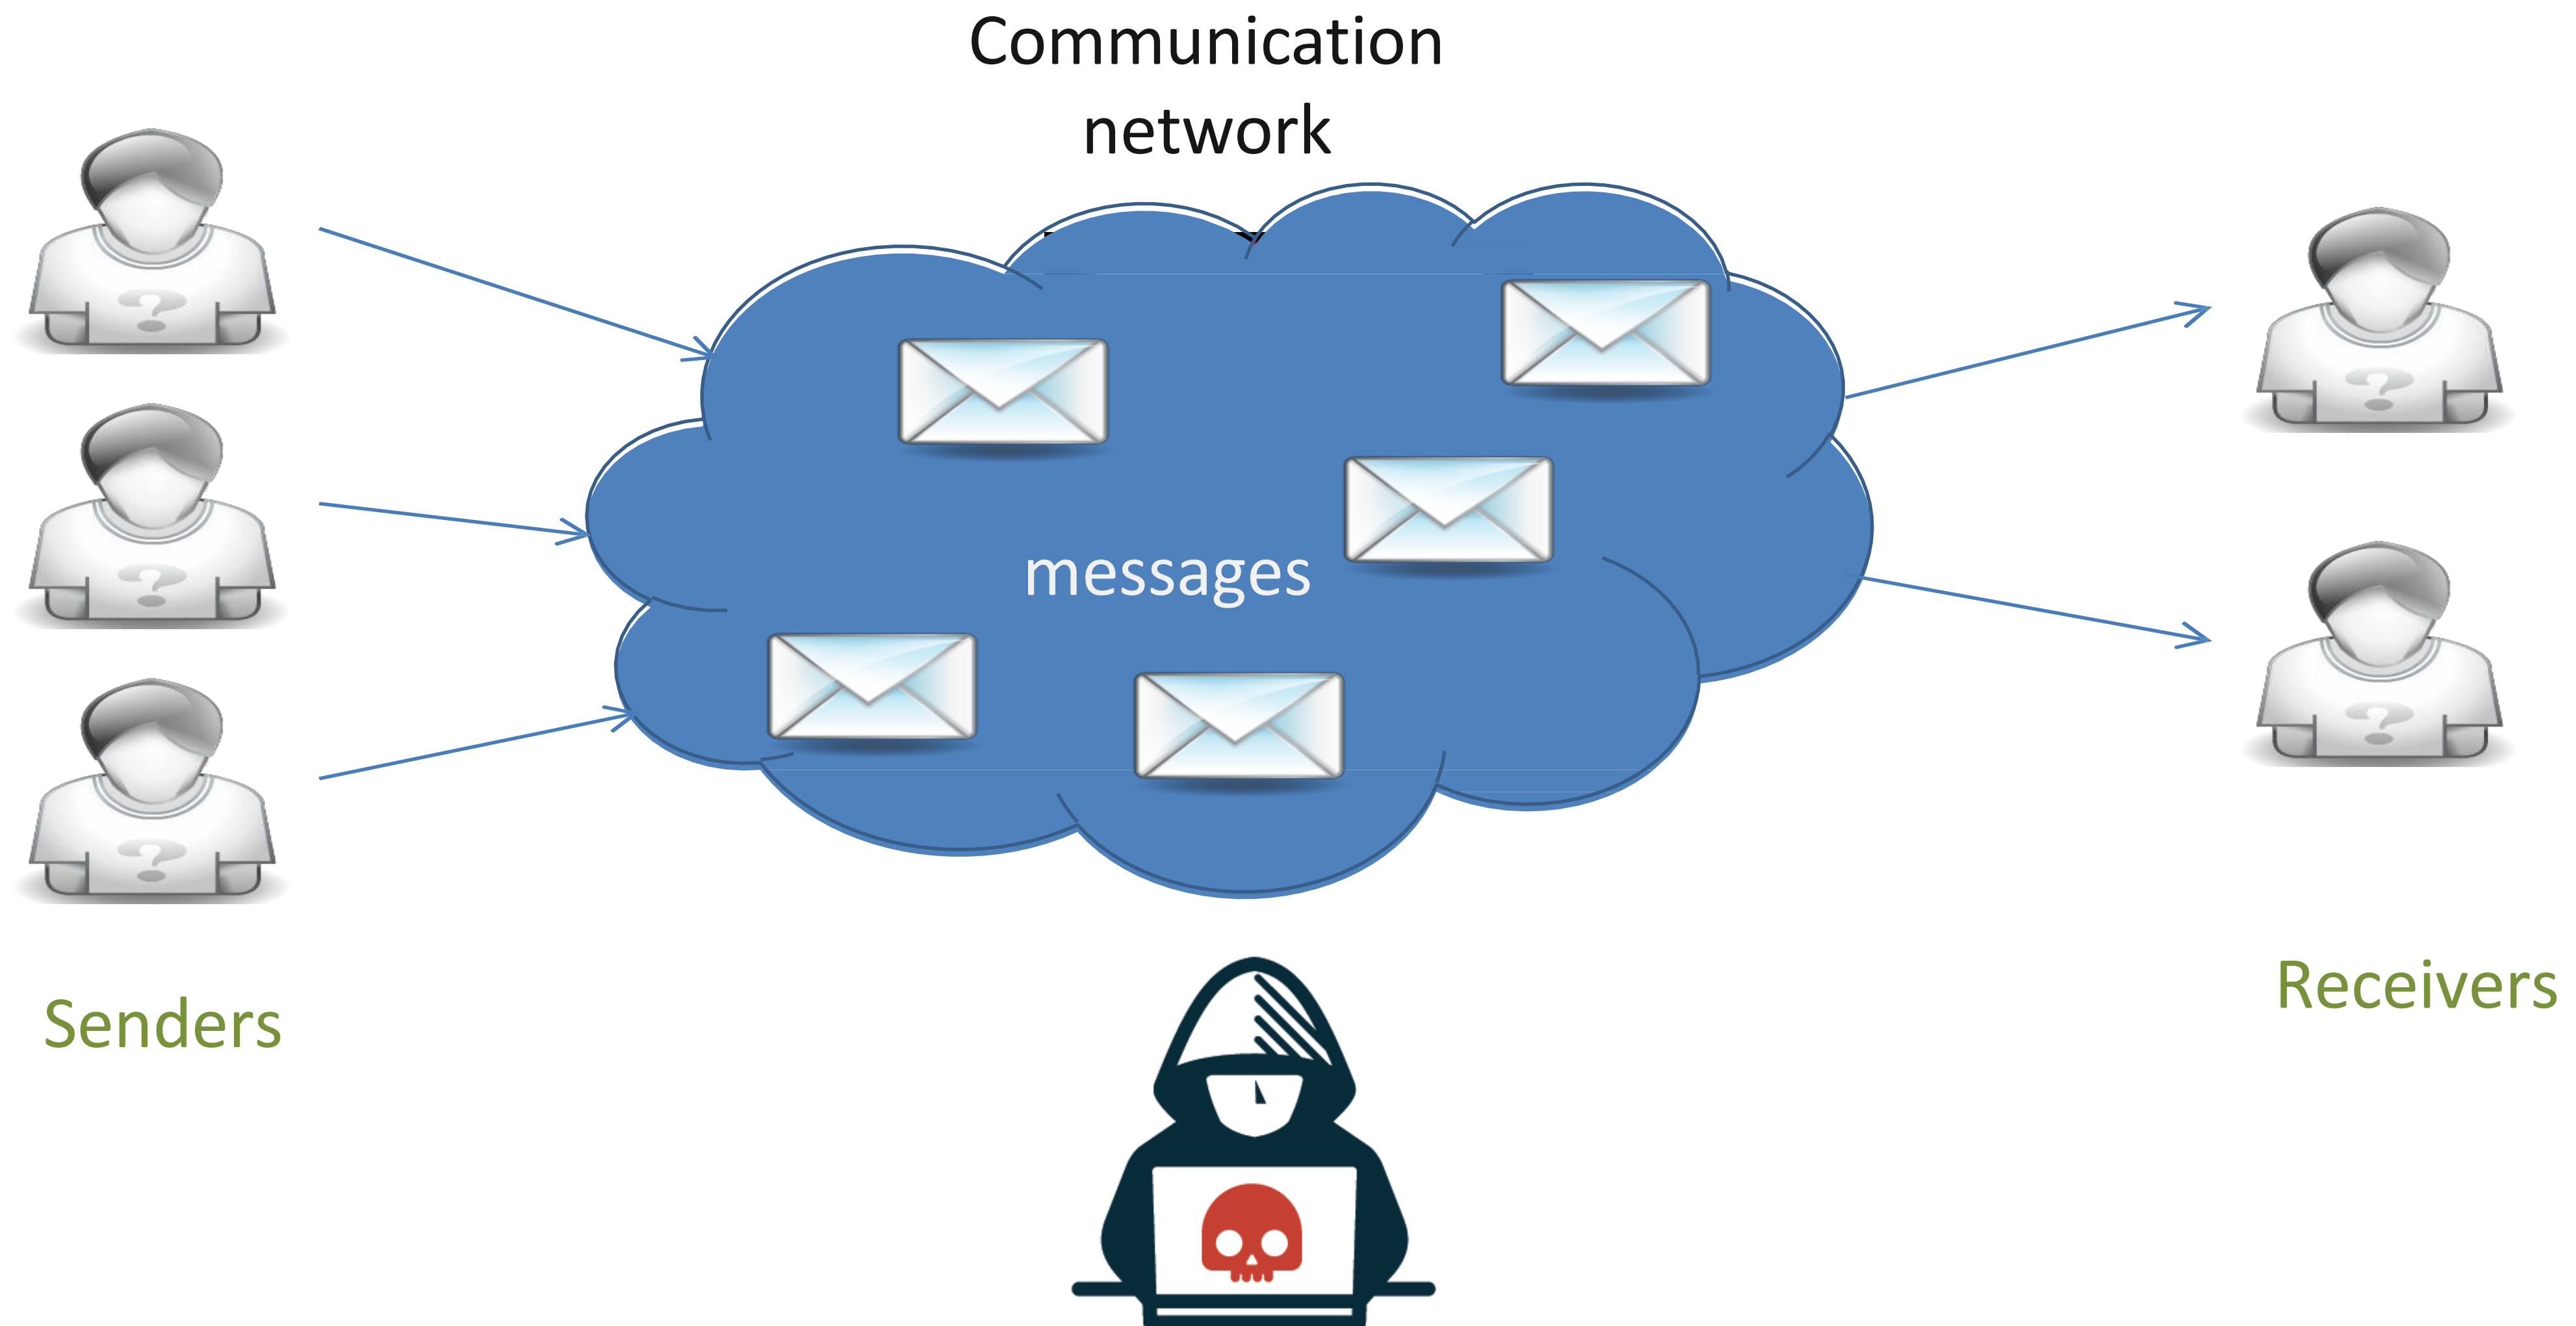 Communication
network
messages
Senders
Receivers